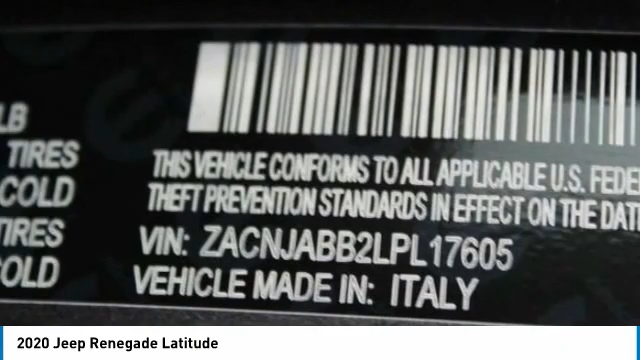 LB
TIRES
COLD
TIRES
COLD
THIS VEHICLE CONFORMS TO ALL APPLICABLE U.S. FEDE
THEFT PREVENTION STANDARDS IN EFFECT ON THE DAT
VIN: ZACNJABB2LPL17605
VEHICLE MADE IN: ITALY
2020 Jeep Renegade Latitude